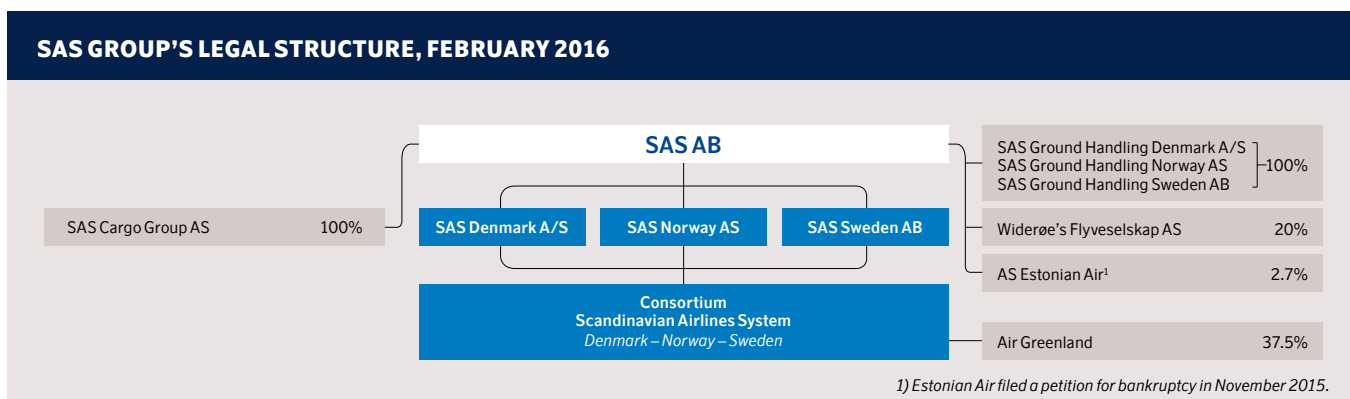 SAS GROUP'S LEGAL STRUCTURE, FEBRUARY 2016
SAS AB
SAS Ground Handling Denmark A/S
SAS Ground Handling Norway AS
SAS Ground Handling Sweden AB
100%
SAS Cargo Group AS 100%
SAS Denmark A/S
SAS Norway AS
SAS Sweden AB
Widerøe's Flyveselskap AS 20%
AS Estonian Air¹ 2.7%
Consortium
Scandinavian Airlines System
Denmark – Norway – Sweden
Air Greenland 37.5%
1) Estonian Air filed a petition for bankruptcy in November 2015.